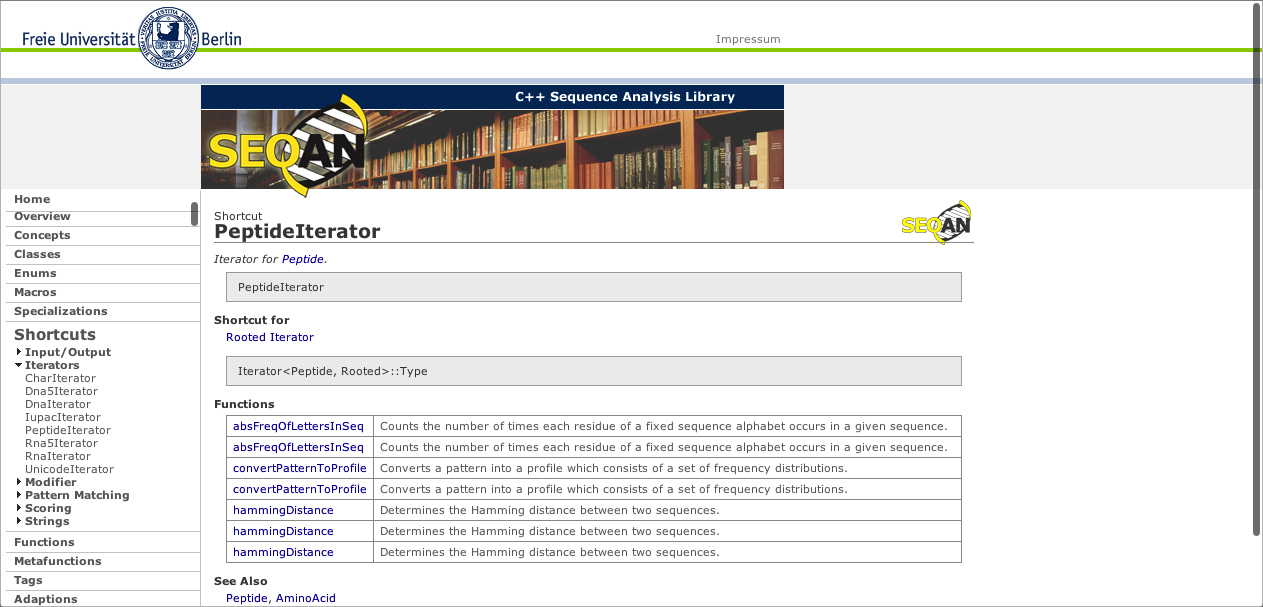 Freie Universität Berlin
Impressum
C++ Sequence Analysis Library
SEQAN
Home
Overview
Concepts
Classes
Enums
Macros
Specializations
Shortcuts
Input/Output
Iterators
CharIterator
Dna5Iterator
DnaIterator
IupacIterator
PeptideIterator
Rna5Iterator
RnaIterator
UnicodeIterator
Modifier
Pattern Matching
Scoring
Strings
Functions
Metafunctions
Tags
Adaptions
Shortcut
PeptideIterator
SEQAN
Iterator for Peptide.
PeptideIterator
Shortcut for
Rooted Iterator
Iterator<Peptide, Rooted>::Type
Functions
absFreqOfLettersInSeq Counts the number of times each residue of a fixed sequence alphabet occurs in a given sequence.
absFreqOfLettersInSeq Counts the number of times each residue of a fixed sequence alphabet occurs in a given sequence.
convertPatternToProfile Converts a pattern into a profile which consists of a set of frequency distributions.
convertPatternToProfile Converts a pattern into a profile which consists of a set of frequency distributions.
hammingDistance Determines the Hamming distance between two sequences.
hammingDistance Determines the Hamming distance between two sequences.
hammingDistance Determines the Hamming distance between two sequences.
See Also
Peptide, AminoAcid